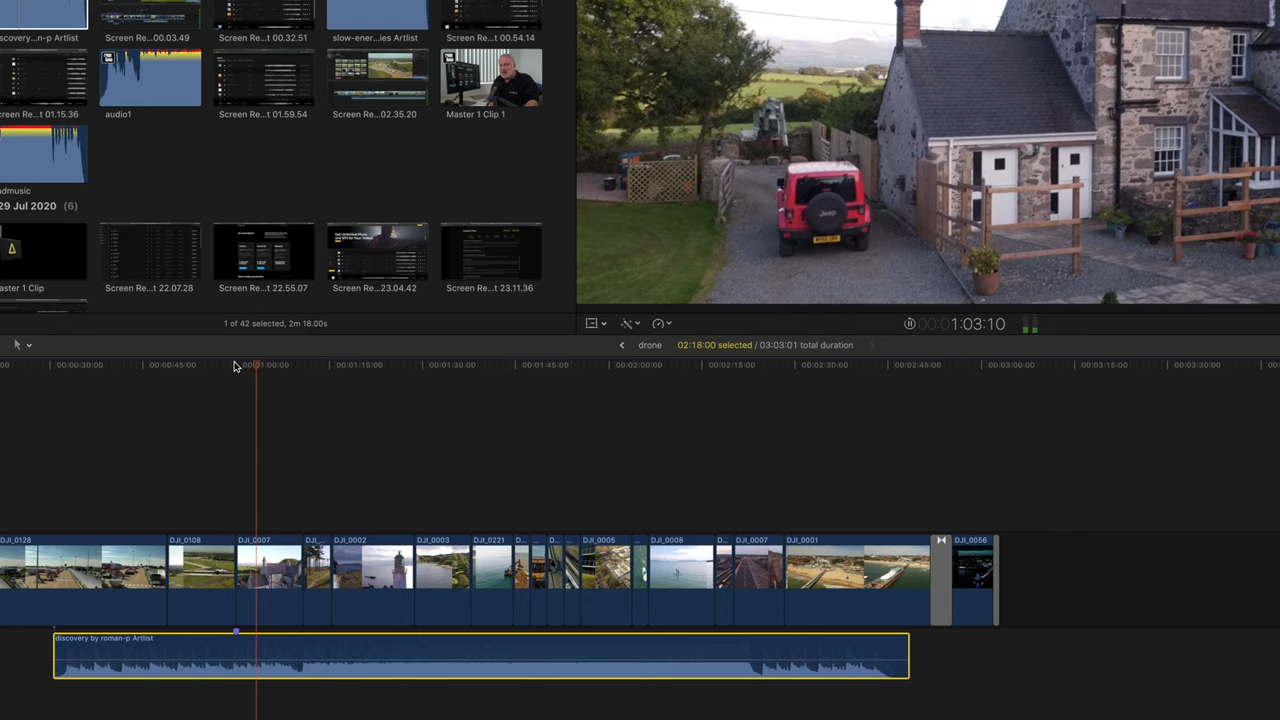 scovery...n-p Artlist
Screen Re...00.03.49
Screen Re...t 00.32.51
slow-ener...ies Artlist
Screen Re...t 00.54.14
creen Re...t 01.15.36
audio1
Screen Re...t 01.59.54
Screen Re...02.35.20
Master 1 Clip 1
ndmusic
29 Jul 2020 (6)
aster 1 Clip
Screen Re...t 22.07.28
Screen Re...t 22.55.07
Screen Re...23.04.42
Screen Re...t 23.11.36
Jeep
1 of 42 selected, 2m 18.00s
00:00:1:03:10
drone
02:18:00 selected / 03:03:01 total duration
00:00:30:00
00:00:45:00
00:01:00:00
00:01:15:00
00:01:30:00
00:01:45:00
00:02:00:00
00:02:15:00
00:02:30:00
00:02:45:00
00:03:00:00
00:03:15:00
00:03:30:00
00:
DJI_0128
DJI_0108
DJI_0007
DJI_...
DJI_0002
DJI_0003
DJI_0221
D...
...
D...
...
DJI_0005
...
DJI_0008
D...
DJI_0007
DJI_0001
DJI_0056
discovery by roman-p Artlist